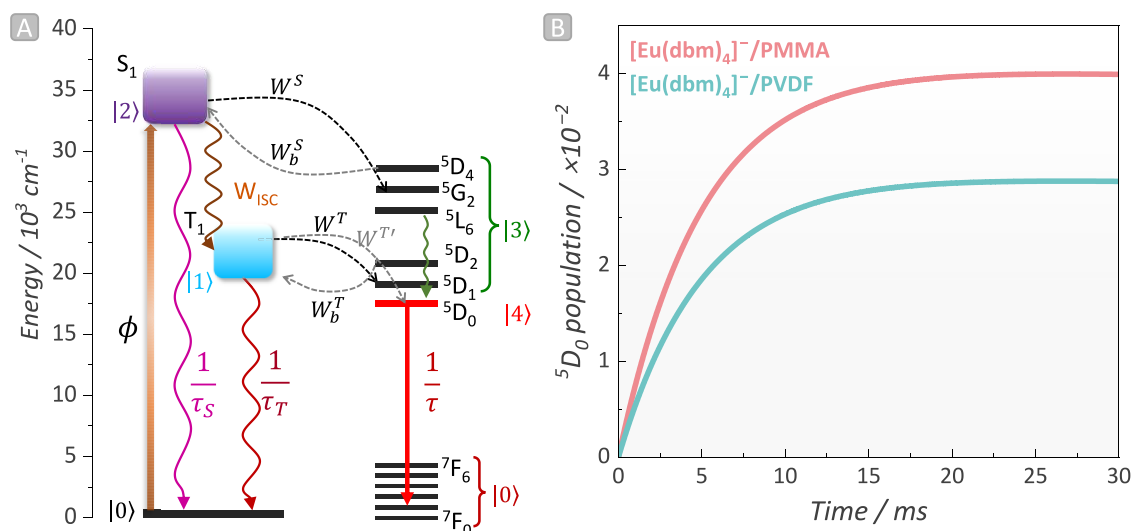 A
Energy / 10³ cm⁻¹
40
35
30
25
20
15
10
5
0
S₁
|2⟩
W^S
W_b^S
W_ISC
T₁
|1⟩
W^T
W^T′
W_b^T
ϕ
1/τ_S
1/τ_T
1/τ
|0⟩
⁵D₄
⁵G₂
⁵L₆
⁵D₂
⁵D₁
⁵D₀
|3⟩
|4⟩
⁷F₆
⁷F₀
|0⟩
B
[Eu(dbm)₄]⁻/PMMA
[Eu(dbm)₄]⁻/PVDF
⁵D₀ population / ×10⁻²
4
3
2
1
0
0 5 10 15 20 25 30
Time / ms